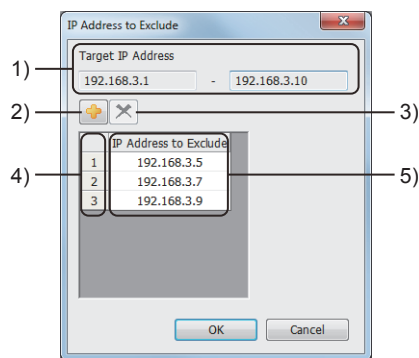 IP Address to Exclude
x
Target IP Address
1)
192.168.3.1 - 192.168.3.10
2)
3)
IP Address to Exclude
4) 1 192.168.3.5 5)
2 192.168.3.7
3 192.168.3.9
OK Cancel